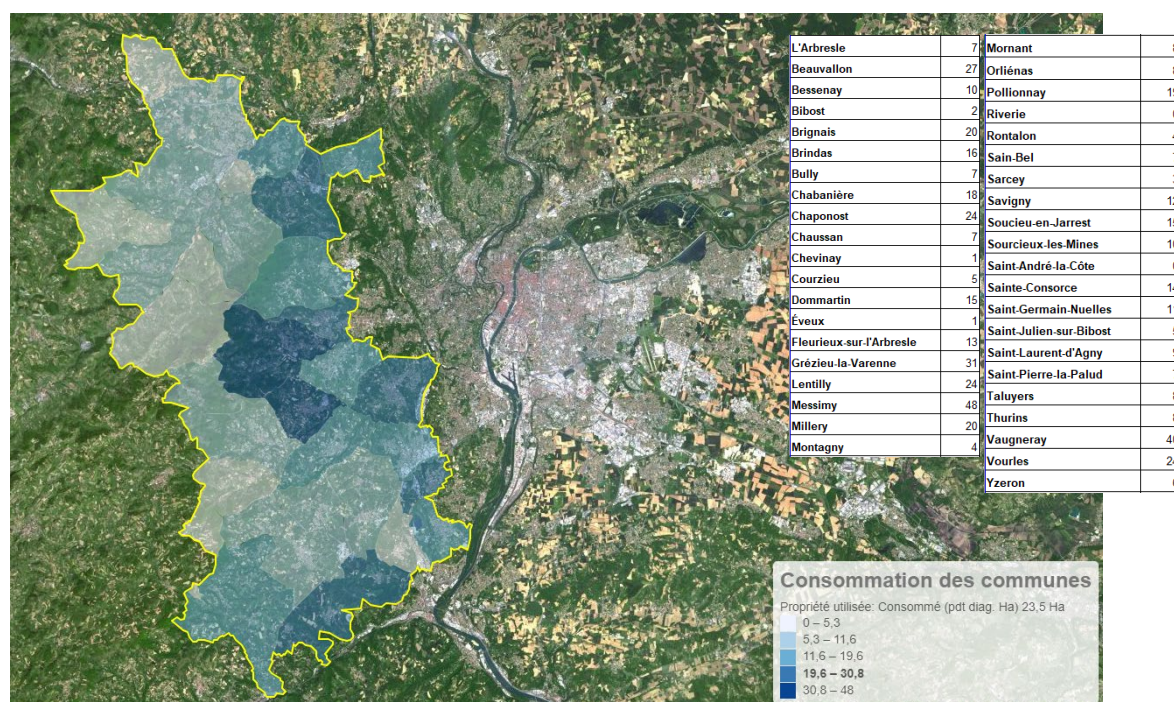 L'Arbresle 7
Beauvallon 27
Bessenay 10
Bibost 2
Brignais 20
Brindas 16
Bully 7
Chabanière 18
Chaponost 24
Chaussan 7
Chevinay 1
Courzieu 5
Dommartin 15
Éveux 1
Fleurieux-sur-l'Arbresle 13
Grézieu-la-Varenne 31
Lentilly 24
Messimy 48
Millery 20
Montagny 4
Mornant
Orliénas
Pollionnay
Riverie
Rontalon
Sain-Bel
Sarcey
Savigny
Soucieu-en-Jarrest
Sourcieux-les-Mines
Saint-André-la-Côte
Sainte-Consorce
Saint-Germain-Nuelles
Saint-Julien-sur-Bibost
Saint-Laurent-d'Agny
Saint-Pierre-la-Palud
Taluyers
Thurins
Vaugneray
Vourles
Yzeron
Consommation des communes
Propriété utilisée: Consommé (pdt diag. Ha) 23,5 Ha
0 – 5,3
5,3 – 11,6
11,6 – 19,6
19,6 – 30,8
30,8 – 48